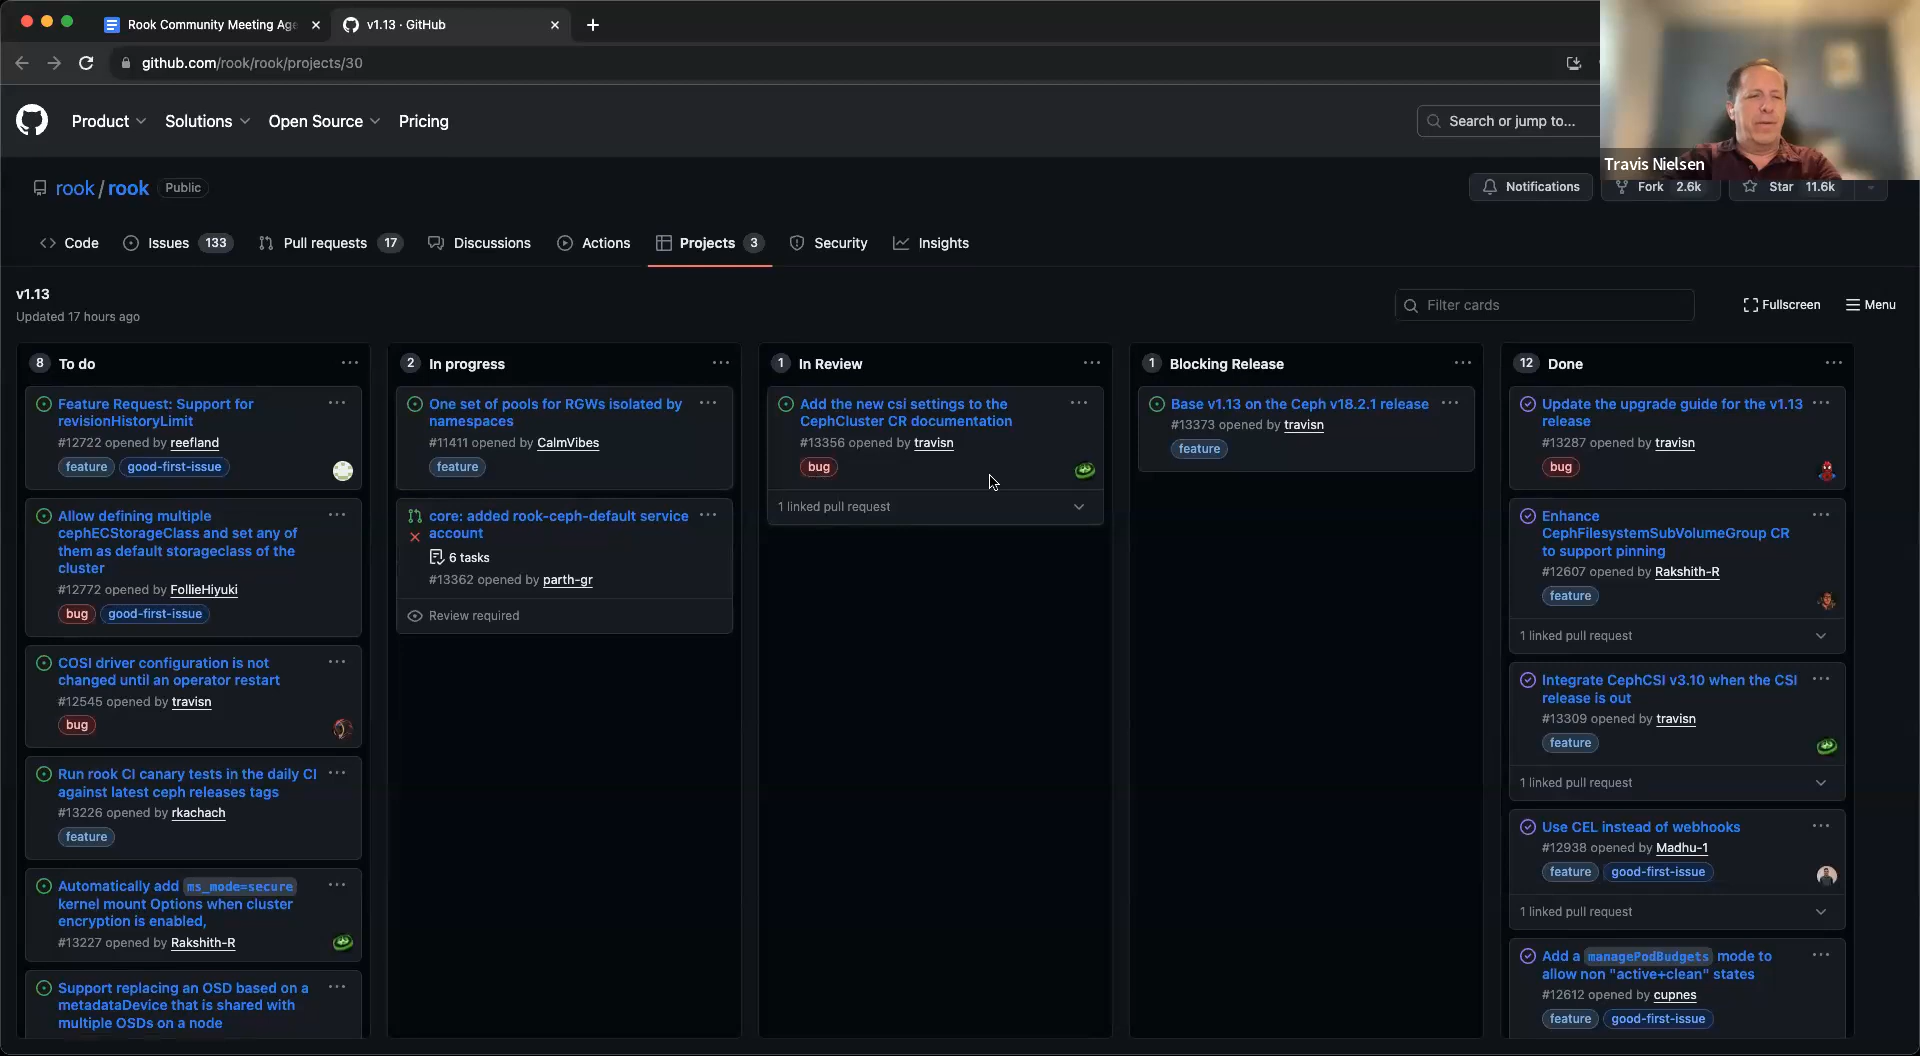 Rook Community Meeting Age
v1.13 · GitHub
github.com/rook/rook/projects/30
Product
Solutions
Open Source
Pricing
Search or jump to...
Travis Nielsen
rook / rook
Public
Notifications
Fork 2.6k
Star 11.6k
Code
Issues 133
Pull requests 17
Discussions
Actions
Projects 3
Security
Insights
v1.13
Updated 17 hours ago
Filter cards
Fullscreen
Menu
8 To do
Feature Request: Support for
revisionHistoryLimit
#12722 opened by reefland
feature good-first-issue
Allow defining multiple
cephECStorageClass and set any of
them as default storageclass of the
cluster
#12772 opened by FollieHiyuki
bug good-first-issue
COSI driver configuration is not
changed until an operator restart
#12545 opened by travisn
bug
Run rook CI canary tests in the daily CI
against latest ceph releases tags
#13226 opened by rkachach
feature
Automatically add ms_mode=secure
kernel mount Options when cluster
encryption is enabled,
#13227 opened by Rakshith-R
Support replacing an OSD based on a
metadataDevice that is shared with
multiple OSDs on a node
2 In progress
One set of pools for RGWs isolated by
namespaces
#11411 opened by CalmVibes
feature
core: added rook-ceph-default service
account
6 tasks
#13362 opened by parth-gr
Review required
1 In Review
Add the new csi settings to the
CephCluster CR documentation
#13356 opened by travisn
bug
1 linked pull request
1 Blocking Release
Base v1.13 on the Ceph v18.2.1 release
#13373 opened by travisn
feature
12 Done
Update the upgrade guide for the v1.13
release
#13287 opened by travisn
bug
Enhance
CephFilesystemSubVolumeGroup CR
to support pinning
#12607 opened by Rakshith-R
feature
1 linked pull request
Integrate CephCSI v3.10 when the CSI
release is out
#13309 opened by travisn
feature
1 linked pull request
Use CEL instead of webhooks
#12938 opened by Madhu-1
feature good-first-issue
1 linked pull request
Add a managePodBudgets mode to
allow non "active+clean" states
#12612 opened by cupnes
feature good-first-issue